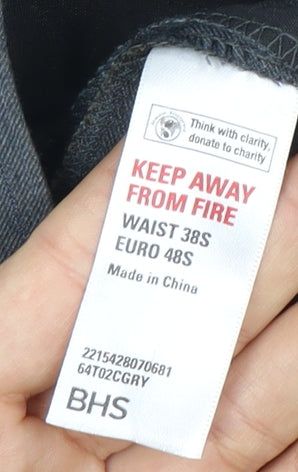 Think with clarity,
donate to charity
KEEP AWAY
FROM FIRE
WAIST 38S
EURO 48S
Made in China
2215428070681
64T02CGRY
BHS